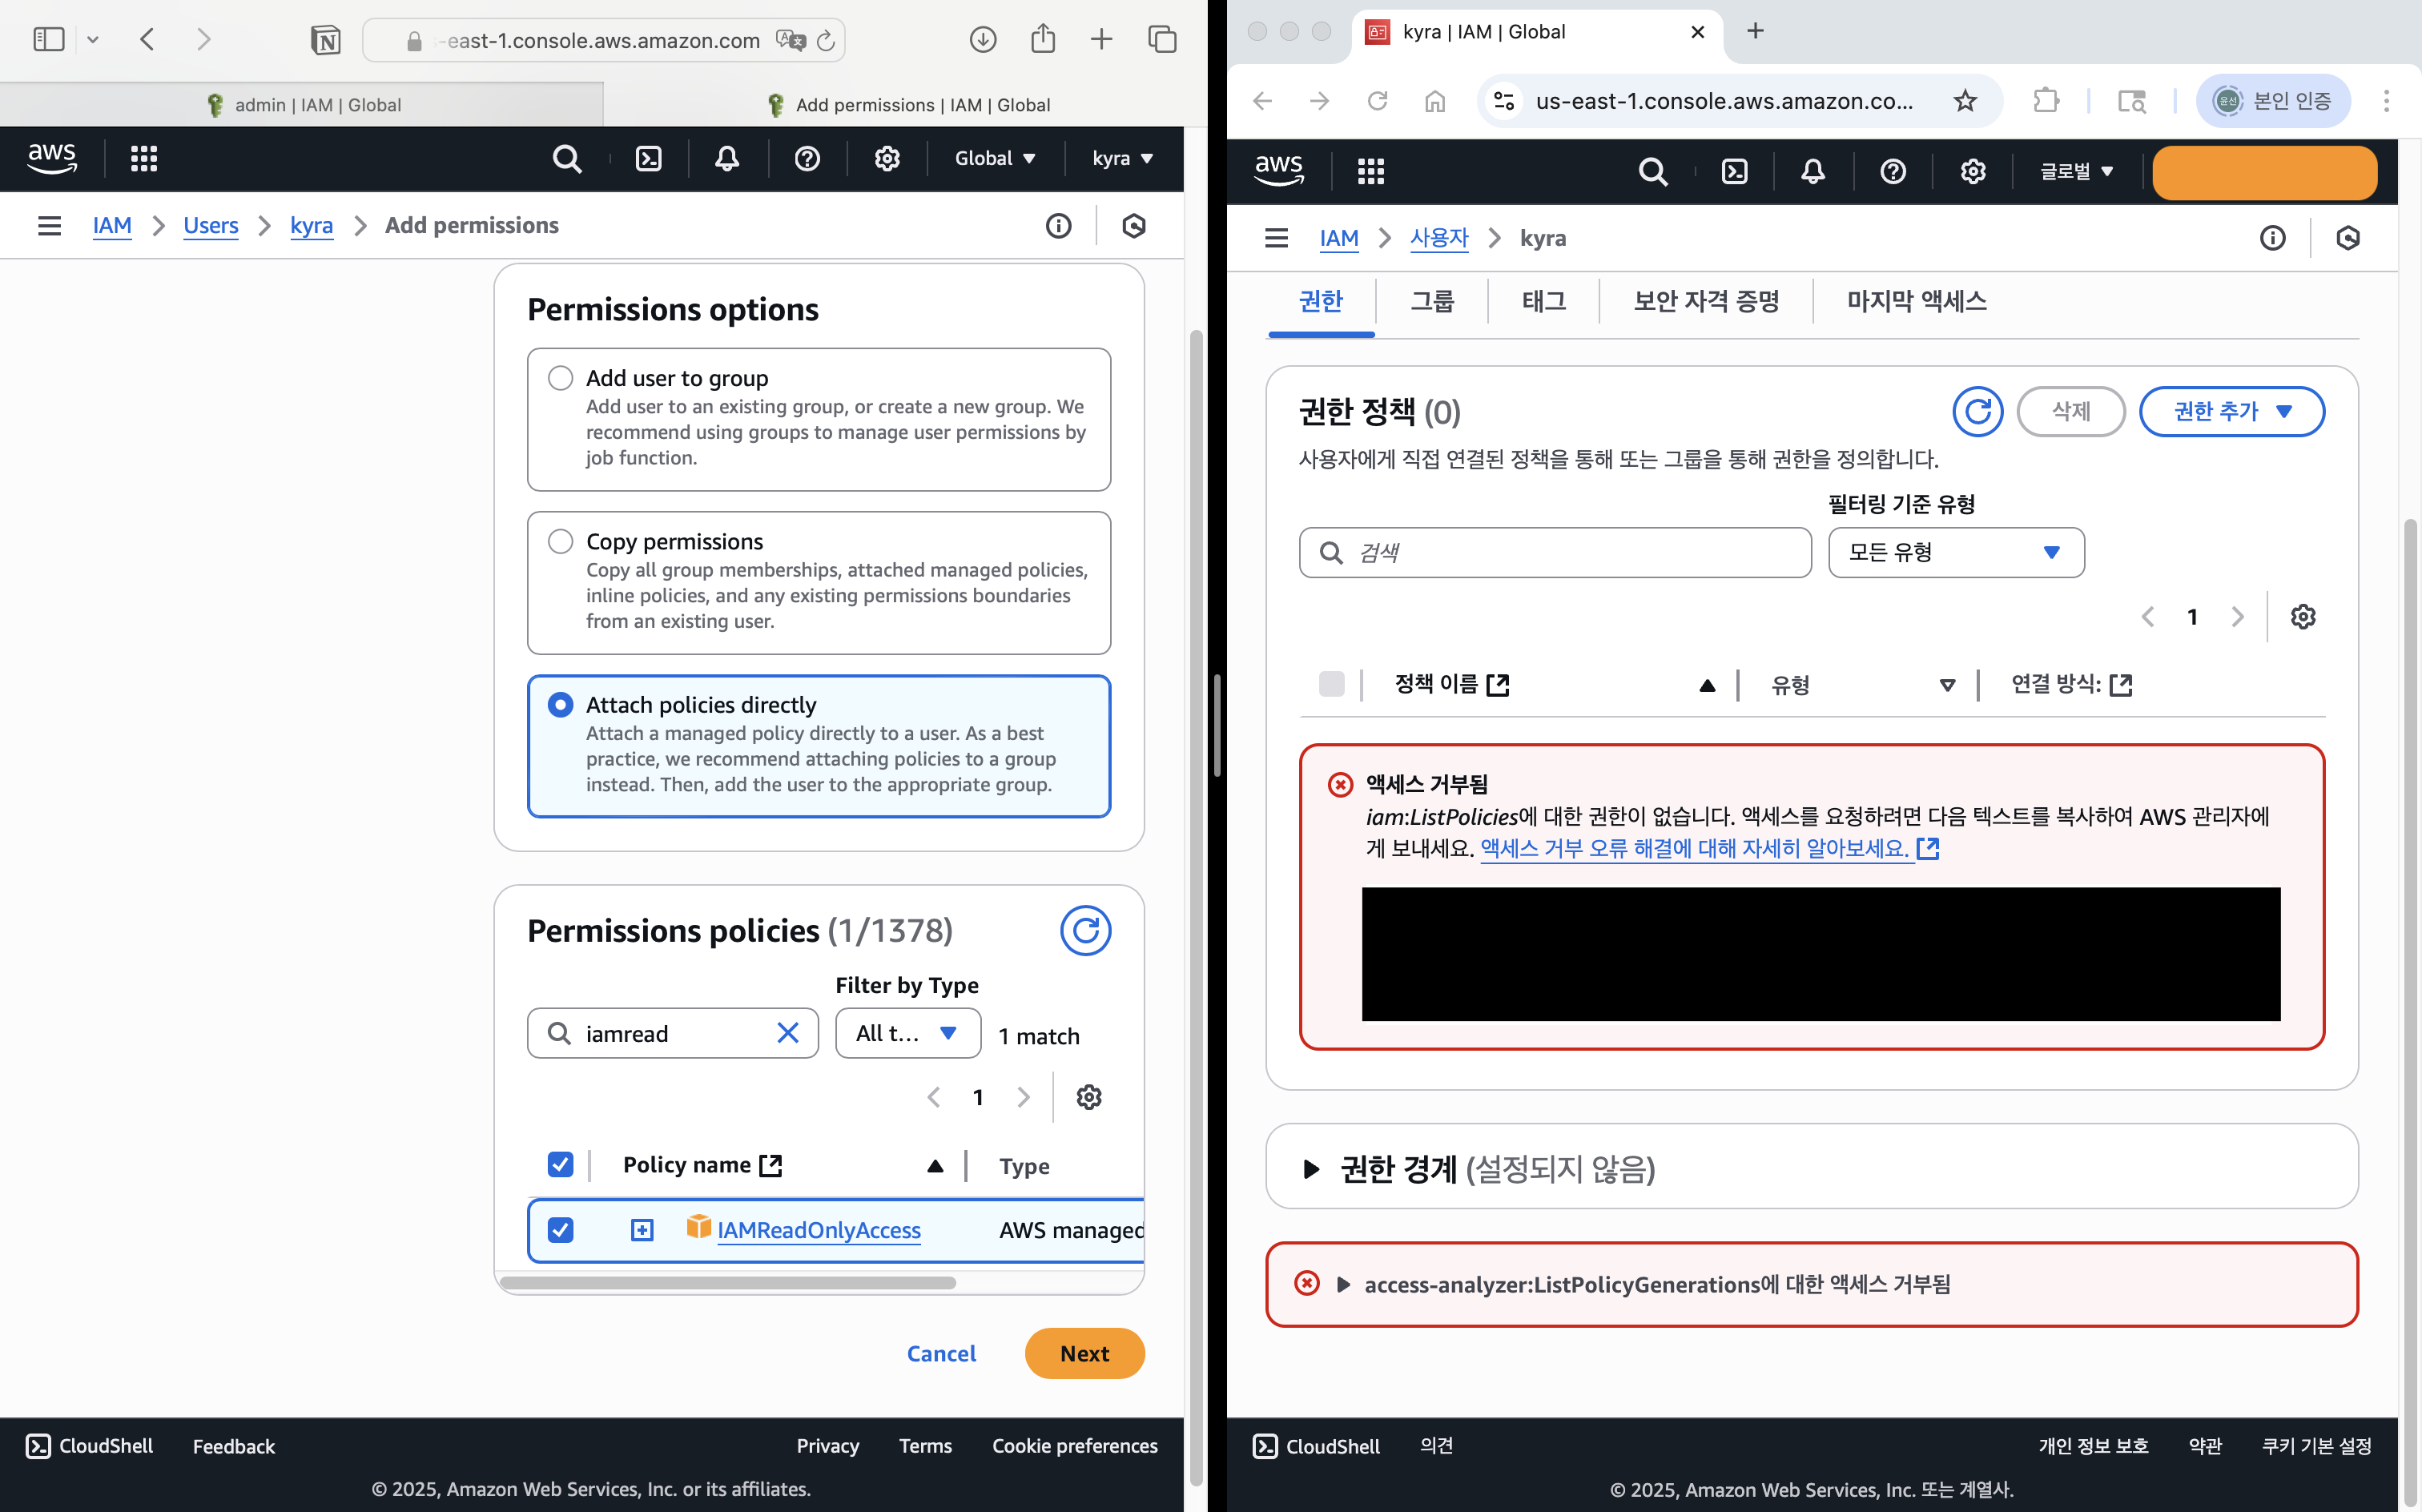 -east-1.console.aws.amazon.com
admin | IAM | Global
Add permissions | IAM | Global
aws
Global
kyra
IAM
Users
kyra
Add permissions
Permissions options
Add user to group
Add user to an existing group, or create a new group. We
recommend using groups to manage user permissions by
job function.
Copy permissions
Copy all group memberships, attached managed policies,
inline policies, and any existing permissions boundaries
from an existing user.
Attach policies directly
Attach a managed policy directly to a user. As a best
practice, we recommend attaching policies to a group
instead. Then, add the user to the appropriate group.
Permissions policies (1/1378)
Filter by Type
iamread
All t...
1 match
1
Policy name
Type
IAMReadOnlyAccess
AWS managed
Cancel
Next
CloudShell
Feedback
Privacy
Terms
Cookie preferences
© 2025, Amazon Web Services, Inc. or its affiliates.
kyra | IAM | Global
us-east-1.console.aws.amazon.co...
윤선
본인 인증
aws
글로벌
IAM
사용자
kyra
권한
그룹
태그
보안 자격 증명
마지막 액세스
권한 정책 (0)
삭제
권한 추가
사용자에게 직접 연결된 정책을 통해 또는 그룹을 통해 권한을 정의합니다.
필터링 기준 유형
검색
모든 유형
1
정책 이름
유형
연결 방식:
액세스 거부됨
iam:ListPolicies에 대한 권한이 없습니다. 액세스를 요청하려면 다음 텍스트를 복사하여 AWS 관리자에
게 보내세요. 액세스 거부 오류 해결에 대해 자세히 알아보세요.
권한 경계 (설정되지 않음)
access-analyzer:ListPolicyGenerations에 대한 액세스 거부됨
CloudShell
의견
개인 정보 보호
약관
쿠키 기본 설정
© 2025, Amazon Web Services, Inc. 또는 계열사.